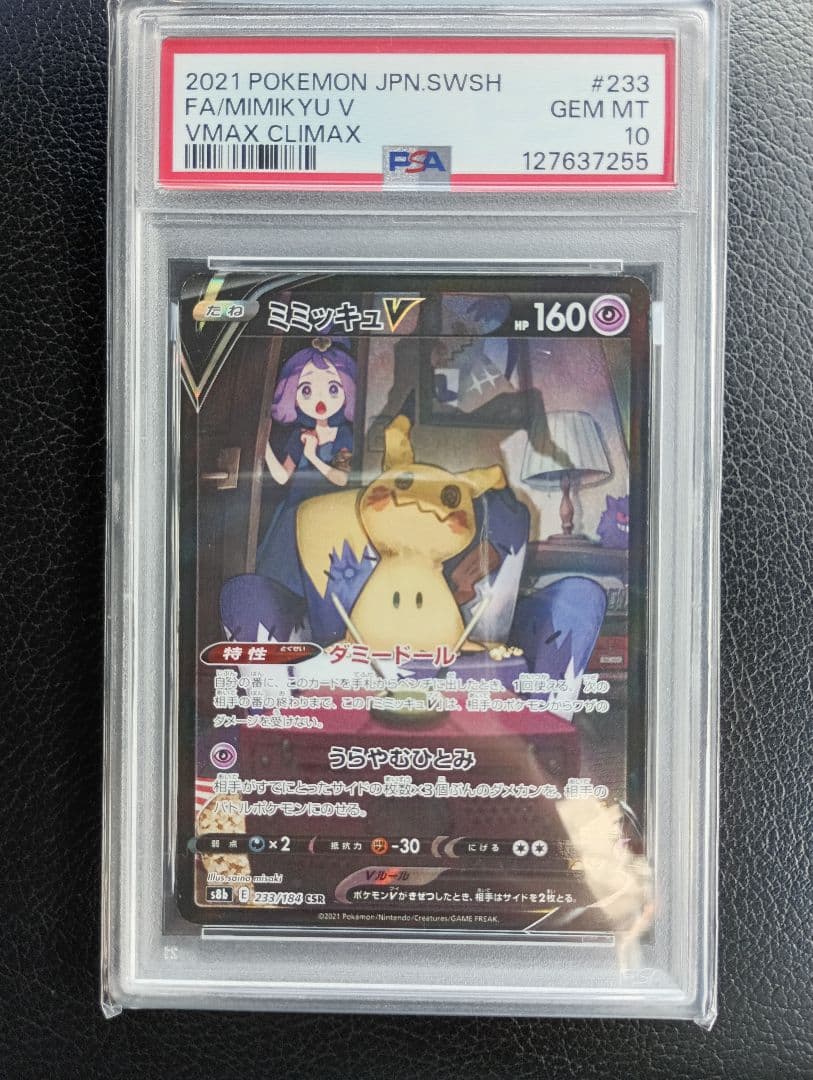 2021 POKEMON JPN.SWSH #233
FA/MIMIKYU V GEM MT
VMAX CLIMAX 10
PSA 127637255
たね ミミッキュV HP 160
特性 とくせい ダミードール
自分の番に、このカードを手札からベンチに出したとき、1回使える。次の
相手の番の終わりまで、この「ミミッキュV」は、相手のポケモンからワザの
ダメージを受けない。
うらやむひとみ
相手がすでにとったサイドの枚数×3個ぶんのダメカンを、相手の
バトルポケモンにのせる。
弱点 ×2 抵抗力 -30 にげる
Vルール
ポケモンVがきぜつしたとき、相手はサイドを2枚とる。
Illus. saino misaki
s8b E 233/184 CSR
©2021 Pokémon/Nintendo/Creatures/GAME FREAK.